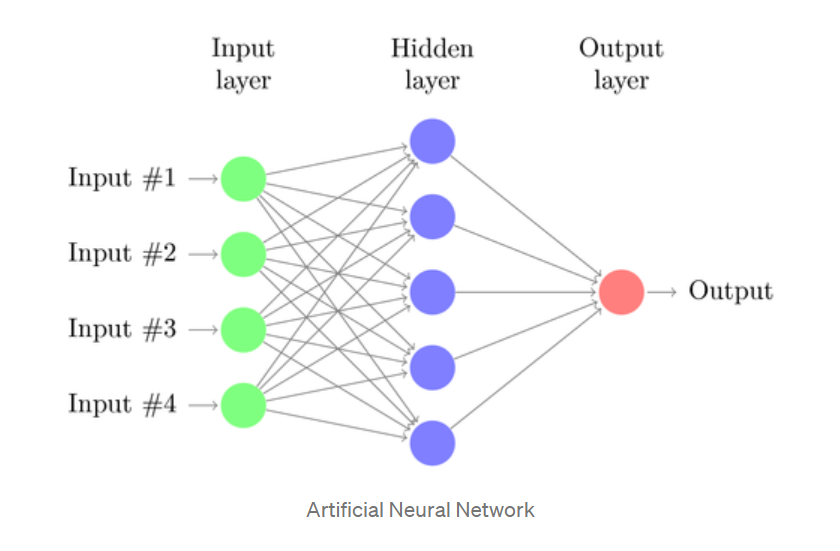 Input layer
Hidden layer
Output layer
Input #1
Input #2
Input #3
Input #4
Output
Artificial Neural Network